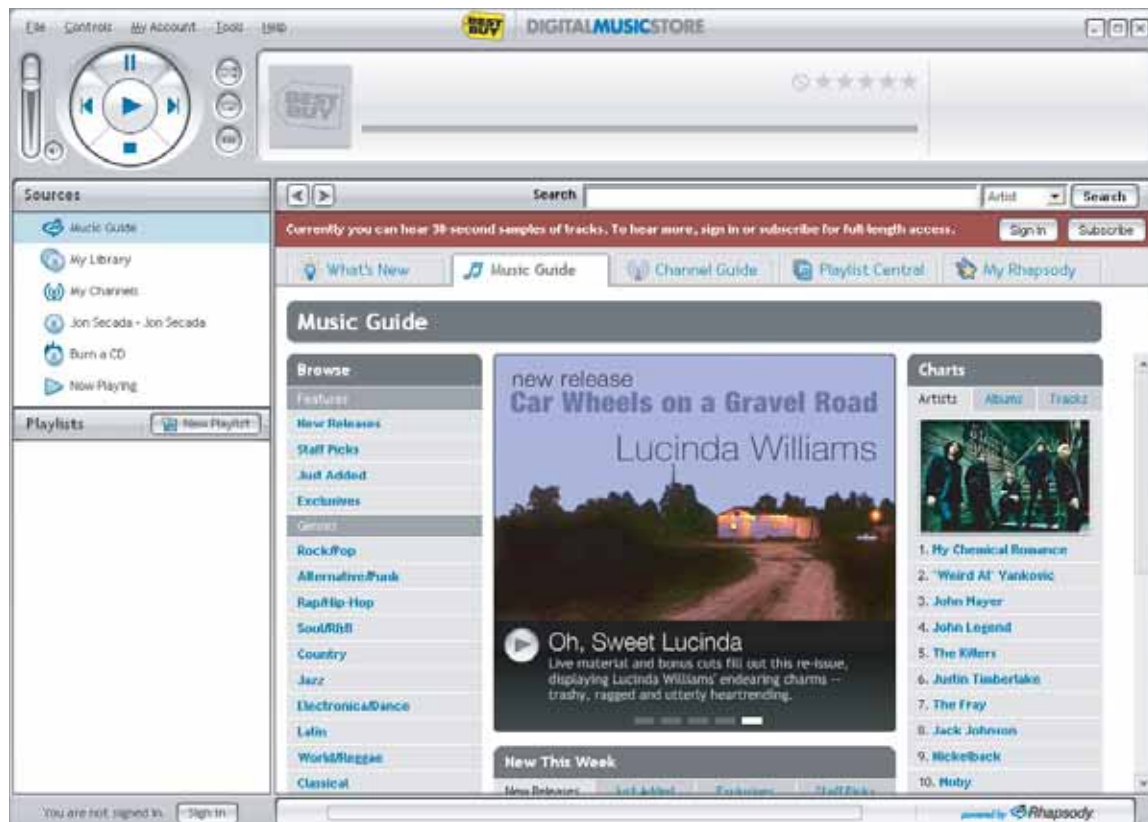 File Controls My Account Tools Help
BEST BUY DIGITALMUSICSTORE
BEST BUY
Sources
Music Guide
My Library
My Channels
Jon Secada - Jon Secada
Burn a CD
Now Playing
Playlists New Playlist
Search Artist Search
Currently you can hear 30 second samples of tracks. To hear more, sign in or subscribe for full length access. Sign In Subscribe
What's New Music Guide Channel Guide Playlist Central My Rhapsody
Music Guide
Browse
Features
New Releases
Staff Picks
Just Added
Exclusives
Genres
Rock/Pop
Alternative/Punk
Rap/Hip-Hop
Soul/R&B
Country
Jazz
Electronica/Dance
Latin
World/Reggae
Classical
new release
Car Wheels on a Gravel Road
Lucinda Williams
Oh, Sweet Lucinda
Live material and bonus cuts fill out this re-issue,
displaying Lucinda Williams' endearing charms --
trashy, ragged and utterly heartrending.
New This Week
New Releases Just Added Exclusives Staff Picks
Charts
Artists Albums Tracks
1. My Chemical Romance
2. "Weird Al" Yankovic
3. John Mayer
4. John Legend
5. The Killers
6. Justin Timberlake
7. The Fray
8. Jack Johnson
9. Nickelback
10. Moby
You are not signed in. Sign In
powered by Rhapsody